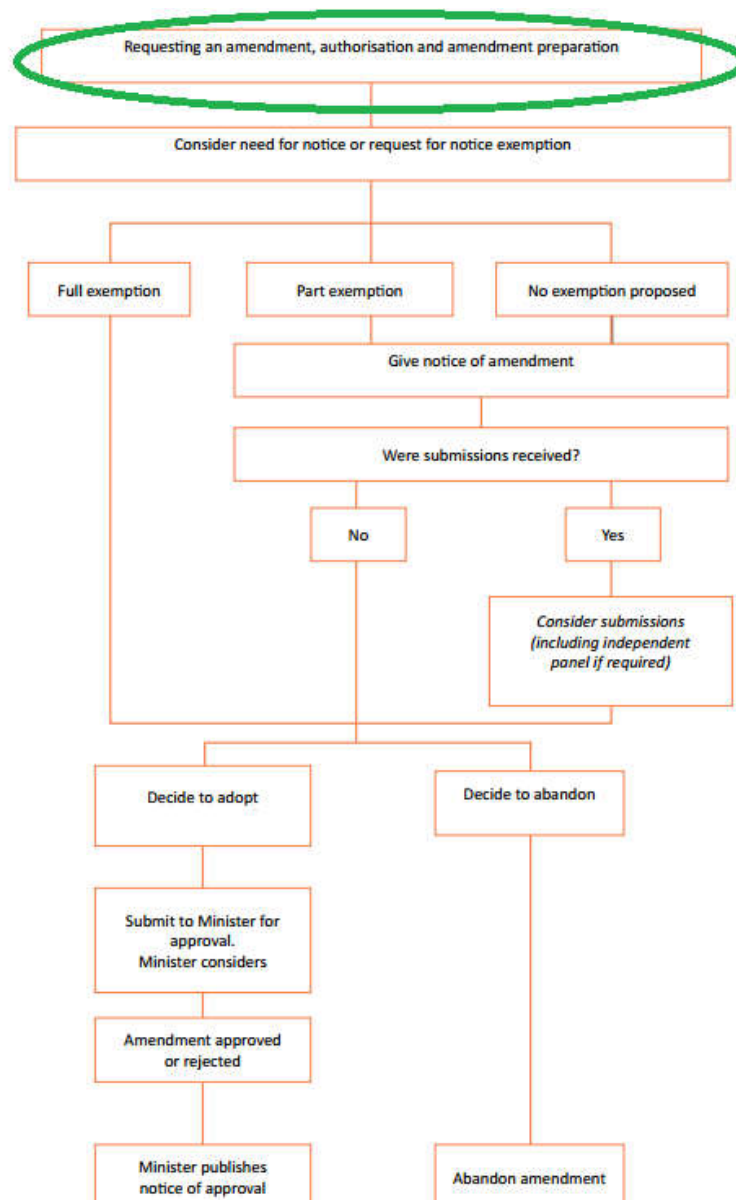 Requesting an amendment, authorisation and amendment preparation
Consider need for notice or request for notice exemption
Full exemption
Part exemption
No exemption proposed
Give notice of amendment
Were submissions received?
No
Yes
Consider submissions
(including independent
panel if required)
Decide to adopt
Decide to abandon
Submit to Minister for
approval.
Minister considers
Amendment approved
or rejected
Minister publishes
notice of approval
Abandon amendment